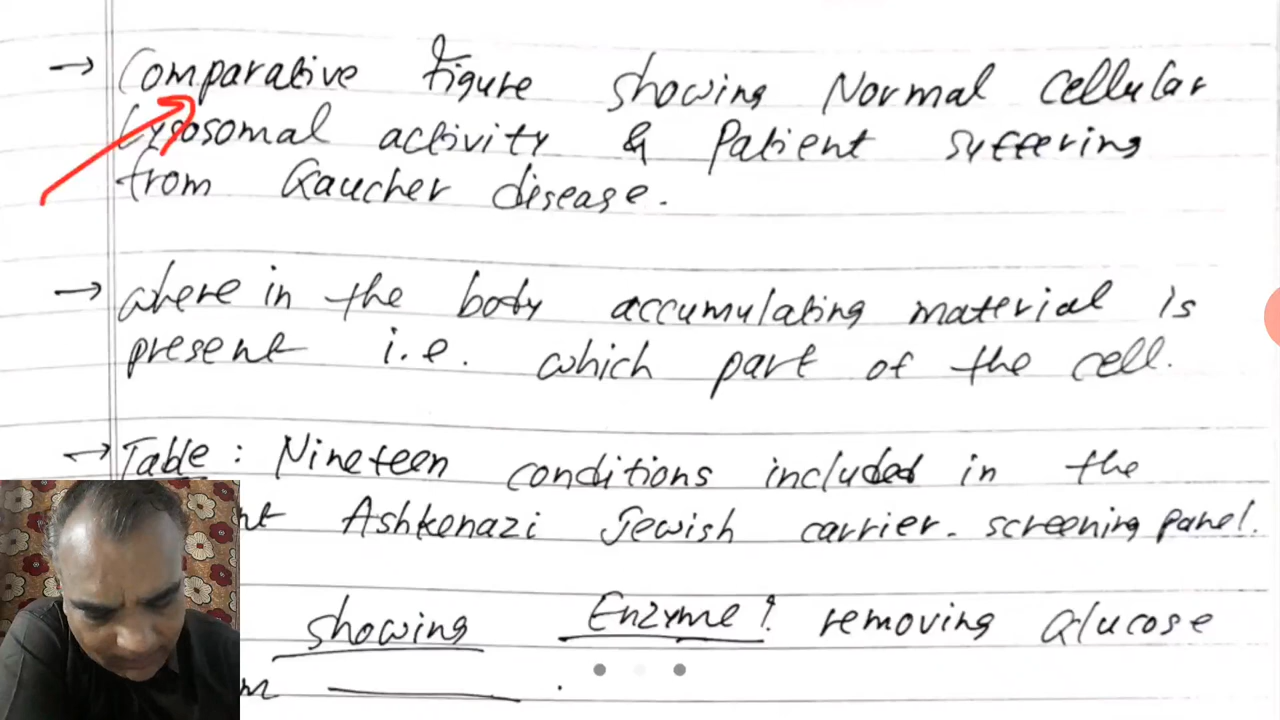 → Comparative figure showing Normal cellular
Lysosomal activity & Patient suffering
from Gaucher disease.
→ where in the body accumulating material is
present i.e. which part of the cell.
→ Table: Nineteen conditions included in the
Ashkenazi Jewish carrier. screening panel.
showing Enzyme? removing Glucose